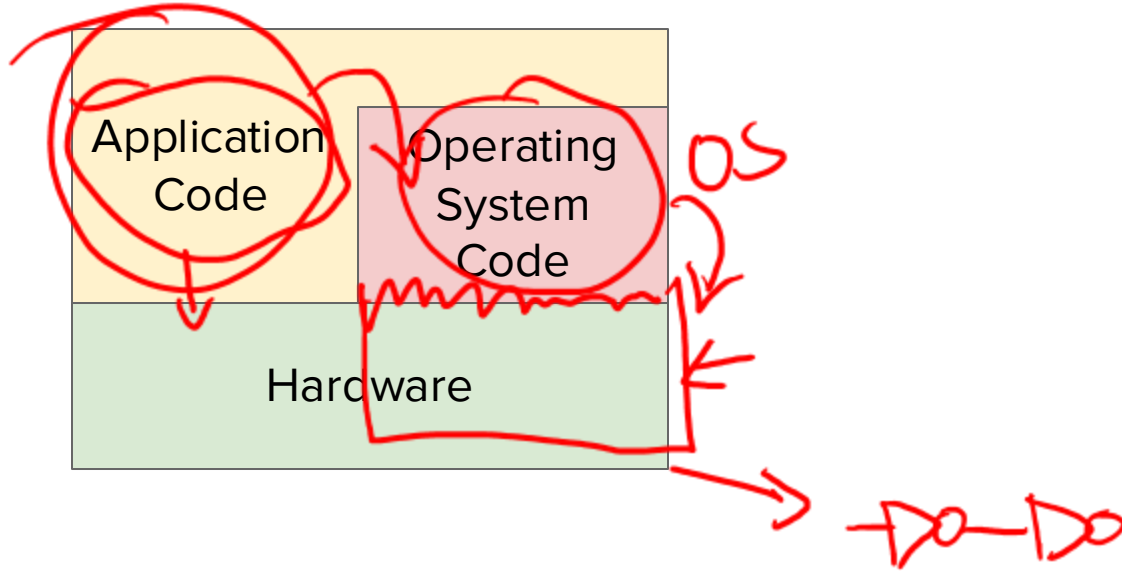 Application
Code
Operating
System
Code
OS
Hardware